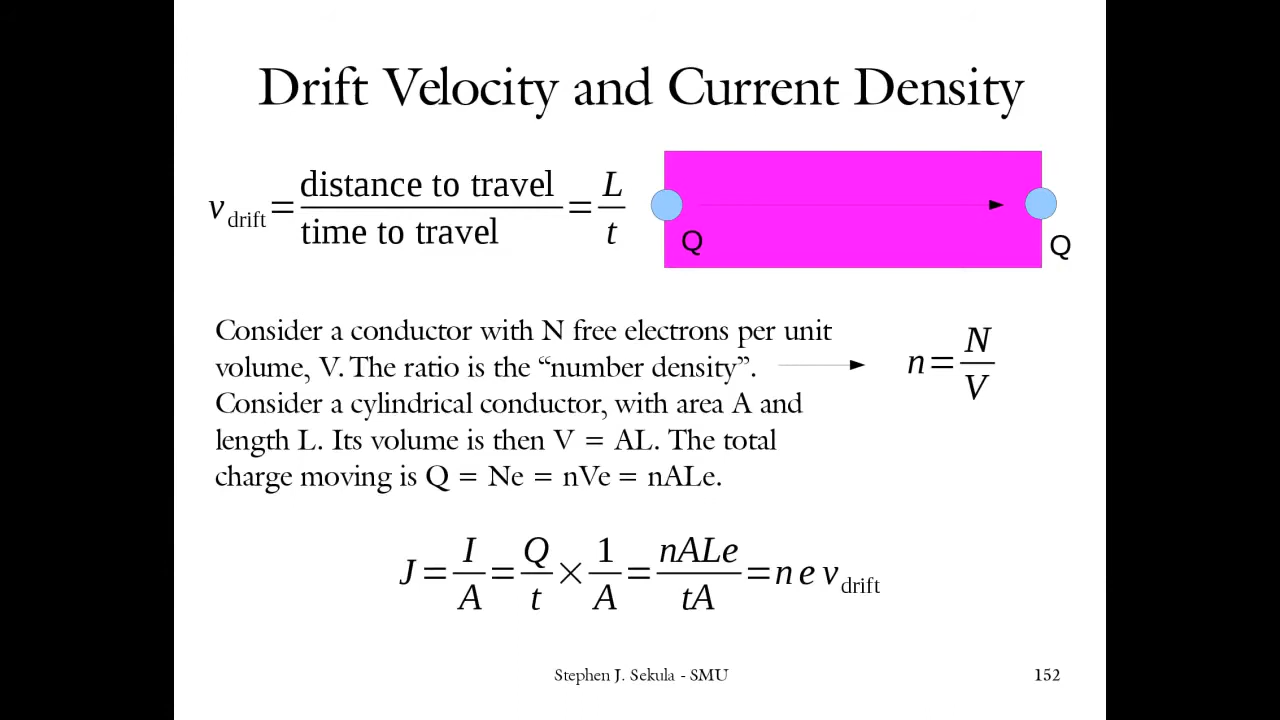 Drift Velocity and Current Density
v_drift = distance to travel / time to travel = L / t
Q
Q
Consider a conductor with N free electrons per unit
volume, V. The ratio is the “number density”.
n = N / V
Consider a cylindrical conductor, with area A and
length L. Its volume is then V = AL. The total
charge moving is Q = Ne = nVe = nALe.
J = I / A = Q / t × 1 / A = nALe / tA = n e v_drift
Stephen J. Sekula - SMU
152